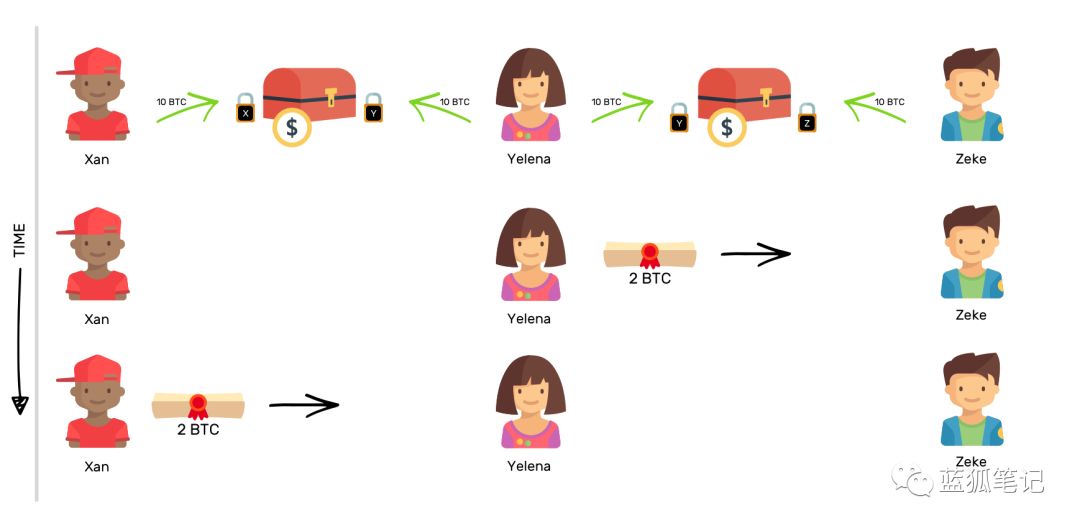 10 BTC
X
$
Y
10 BTC
10 BTC
Y
$
Z
10 BTC
Xan
Yelena
Zeke
TIME
2 BTC
Xan
Yelena
Zeke
2 BTC
Xan
Yelena
Zeke
蓝狐笔记